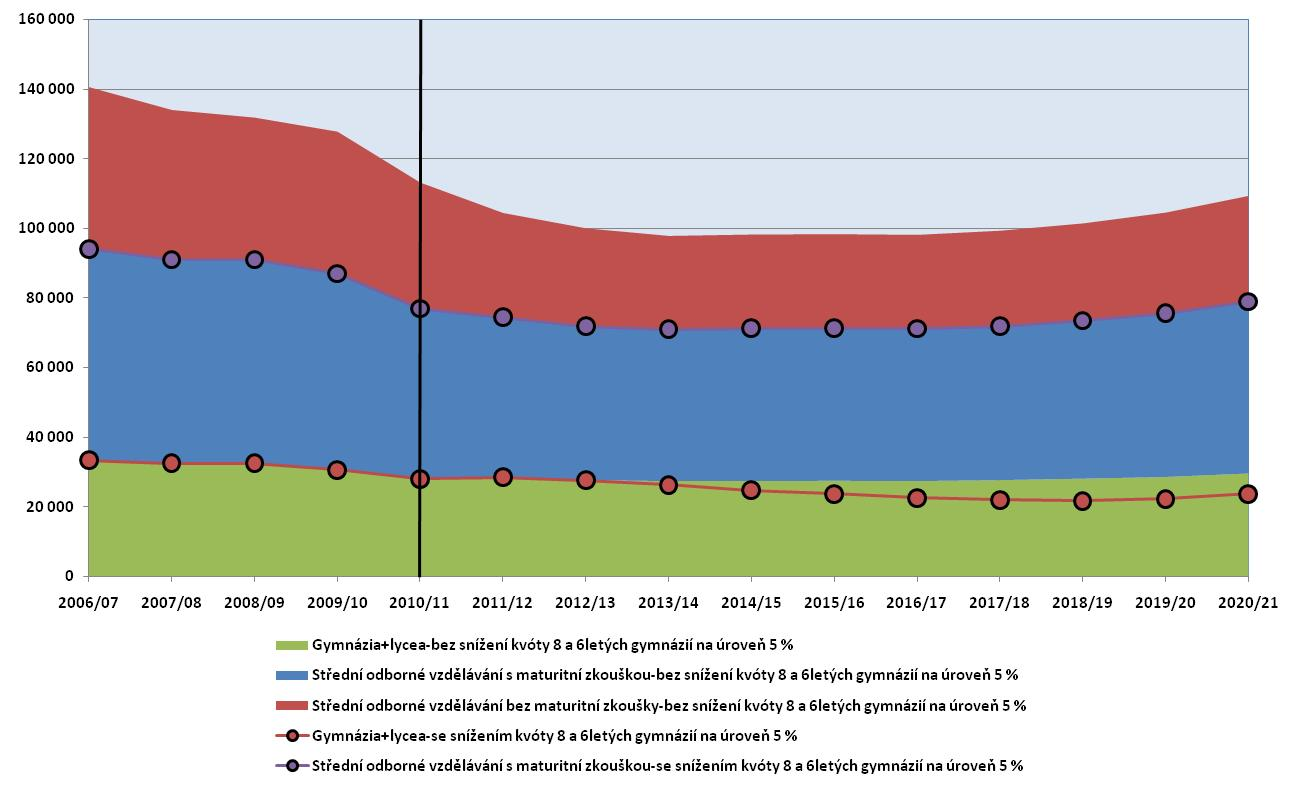 160 000
140 000
120 000
100 000
80 000
60 000
40 000
20 000
0
2006/07 2007/08 2008/09 2009/10 2010/11 2011/12 2012/13 2013/14 2014/15 2015/16 2016/17 2017/18 2018/19 2019/20 2020/21
Gymnázia+lycea-bez snížení kvóty 8 a 6letých gymnázií na úroveň 5 %
Střední odborné vzdělávání s maturitní zkouškou-bez snížení kvóty 8 a 6letých gymnázií na úroveň 5 %
Střední odborné vzdělávání bez maturitní zkoušky-bez snížení kvóty 8 a 6letých gymnázií na úroveň 5 %
Gymnázia+lycea-se snížením kvóty 8 a 6letých gymnázií na úroveň 5 %
Střední odborné vzdělávání s maturitní zkouškou-se snížením kvóty 8 a 6letých gymnázií na úroveň 5 %